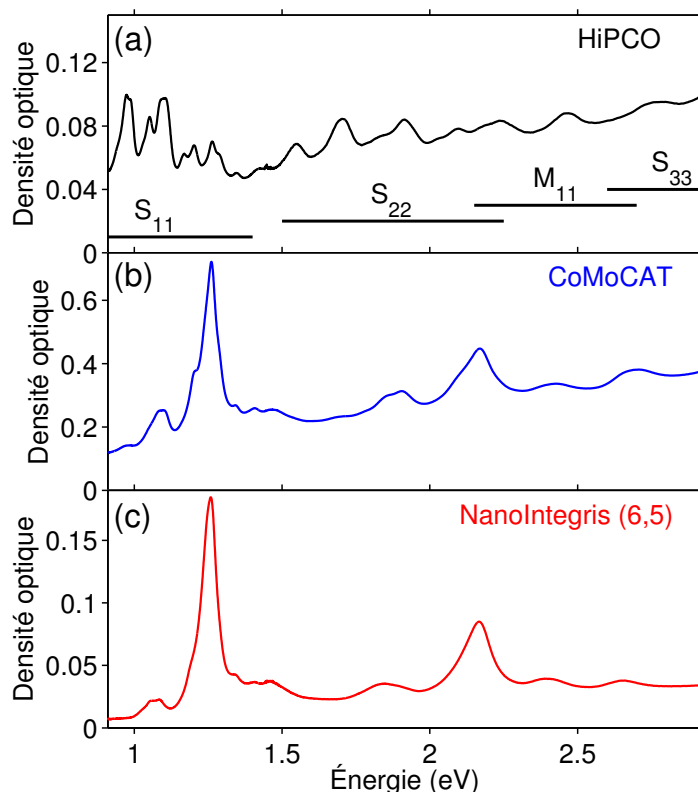 (a)
HiPCO
0.12
0.08
0.04
0
Densité optique
S11
S22
M11
S33
(b)
CoMoCAT
0.6
0.4
0.2
0
Densité optique
(c)
NanoIntegris (6,5)
0.15
0.1
0.05
0
Densité optique
1
1.5
2
2.5
Énergie (eV)